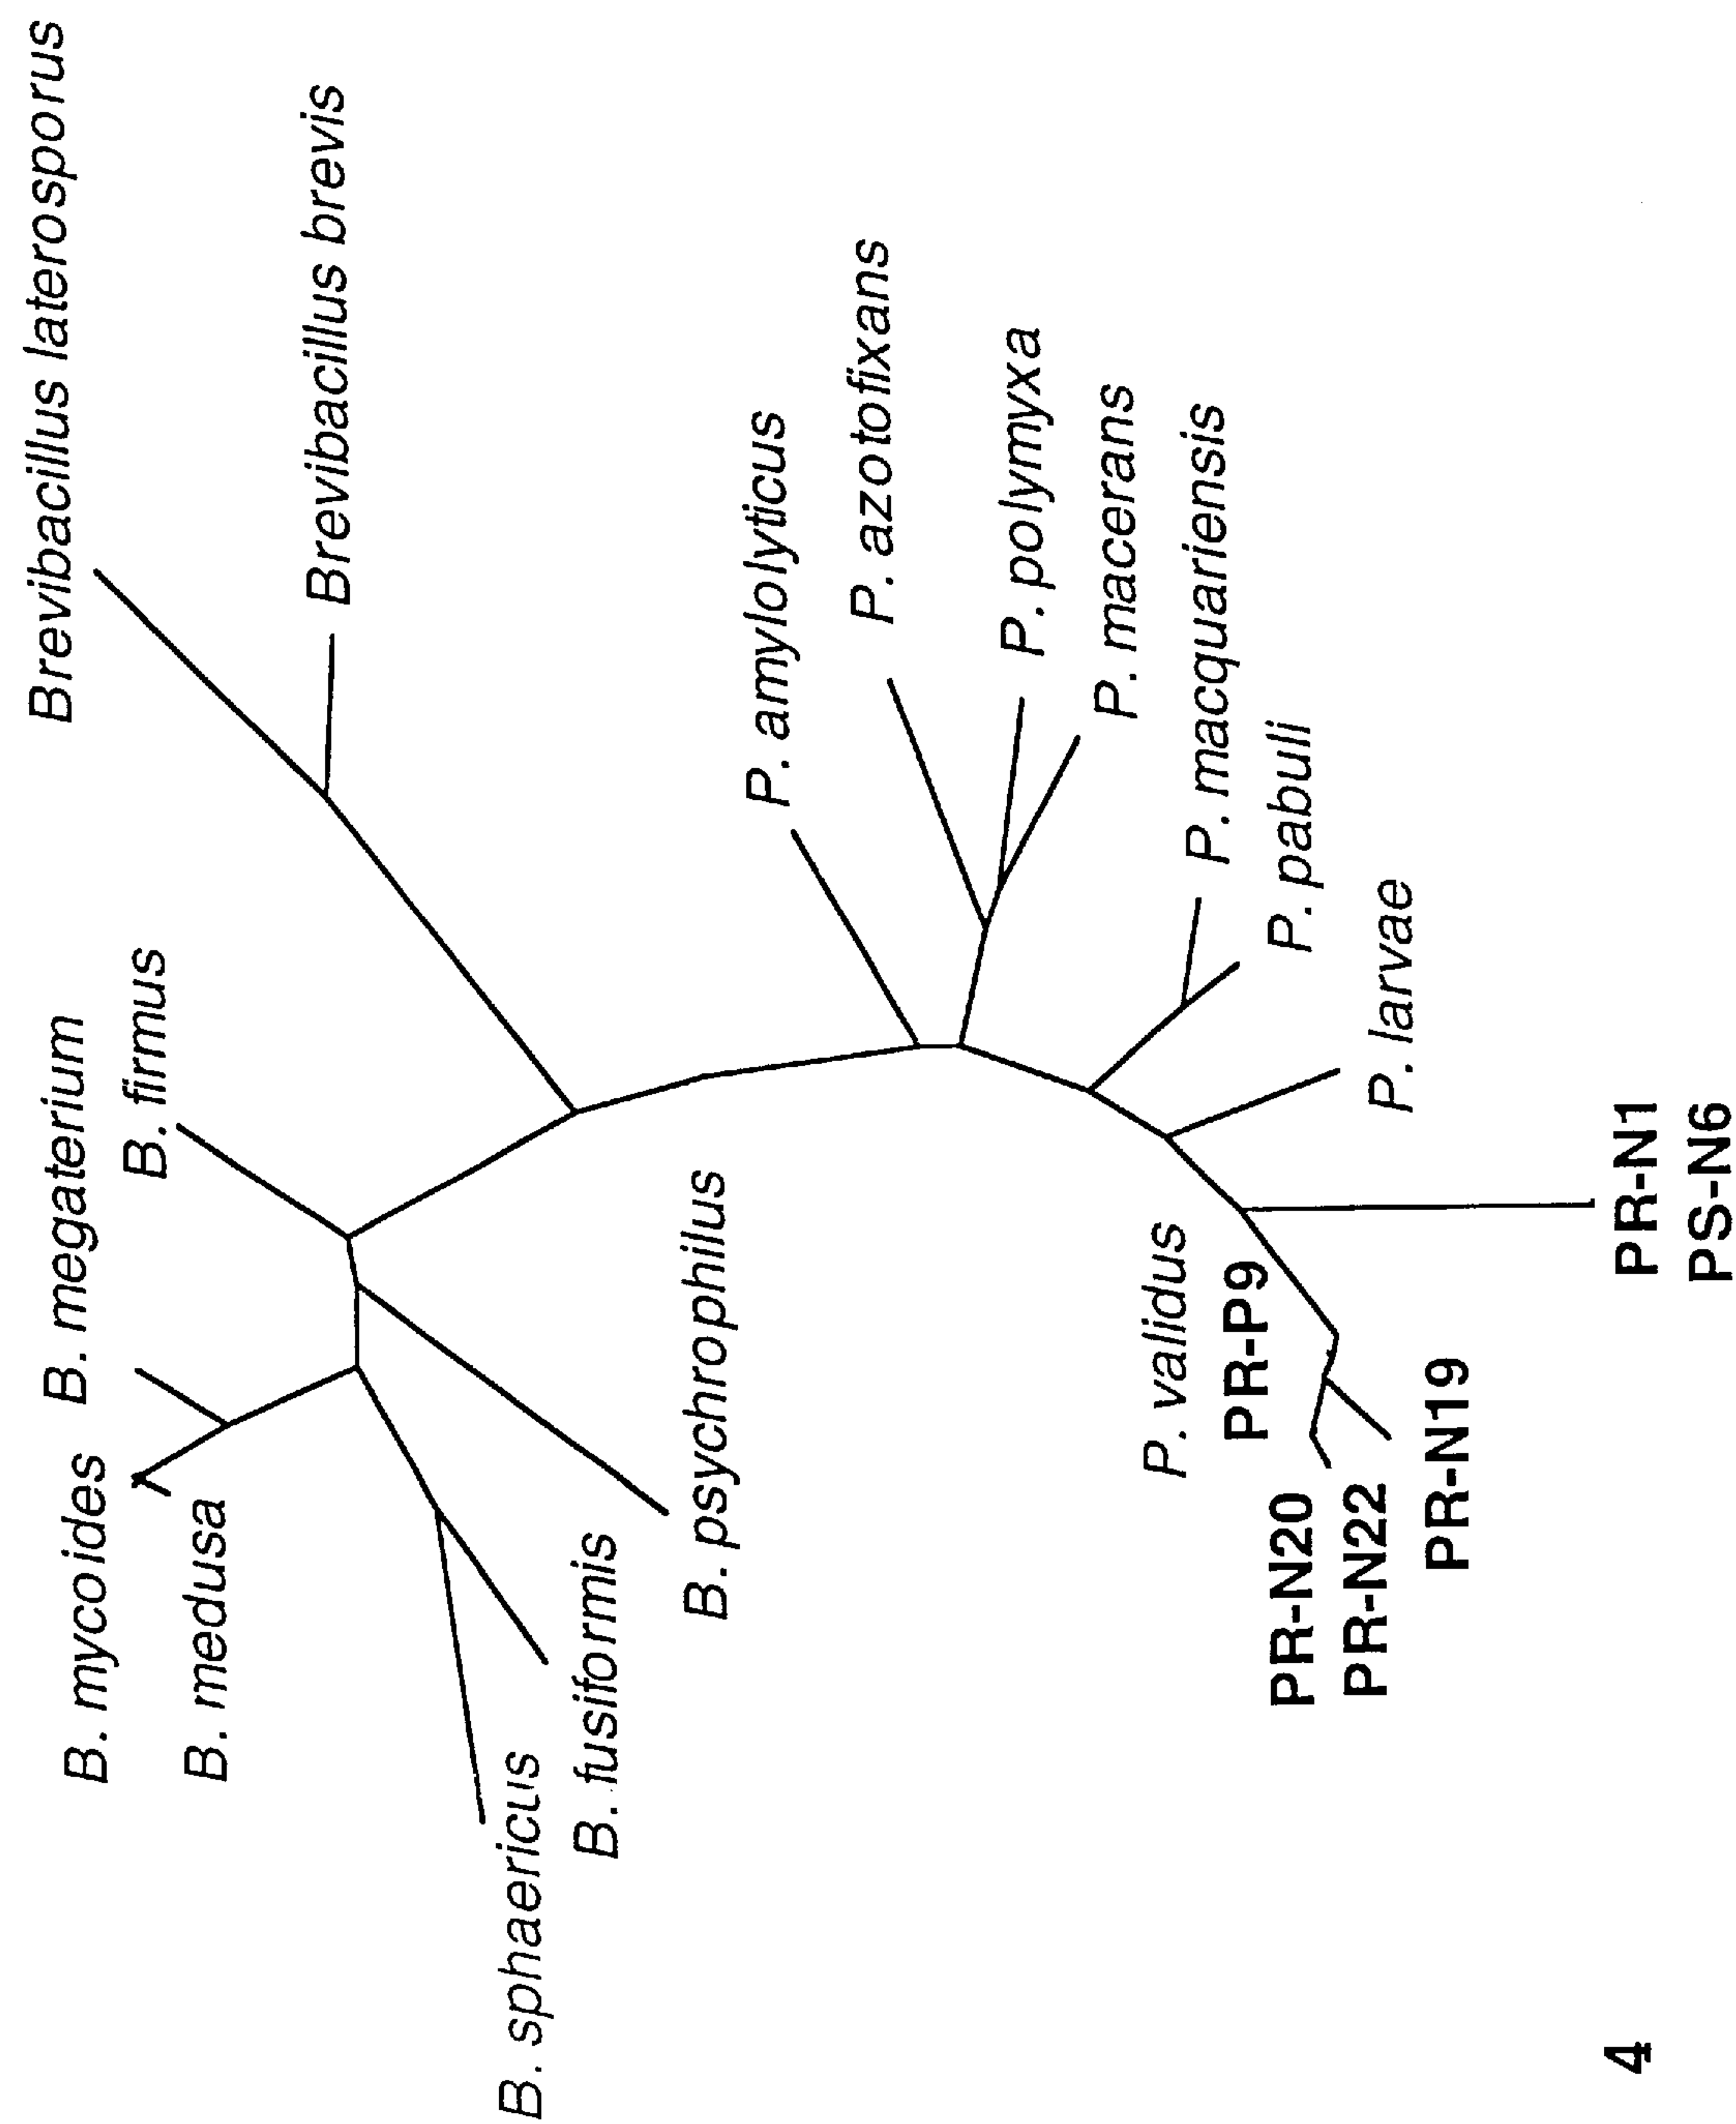 Brevibacillus laterosporus
Brevibacillus brevis
B. firmus
B. megaterium
B. mycoides
B. medusa
B. sphaericus
B. fusiformis
B. psychrophilus
P. amylolyticus
P. azotofixans
P. polymyxa
P. macerans
P. macquariensis
P. pabuli
P. larvae
P. validus
PR-P9
PR-N20
PR-N22
PR-N19
PR-N1
PS-N6
4